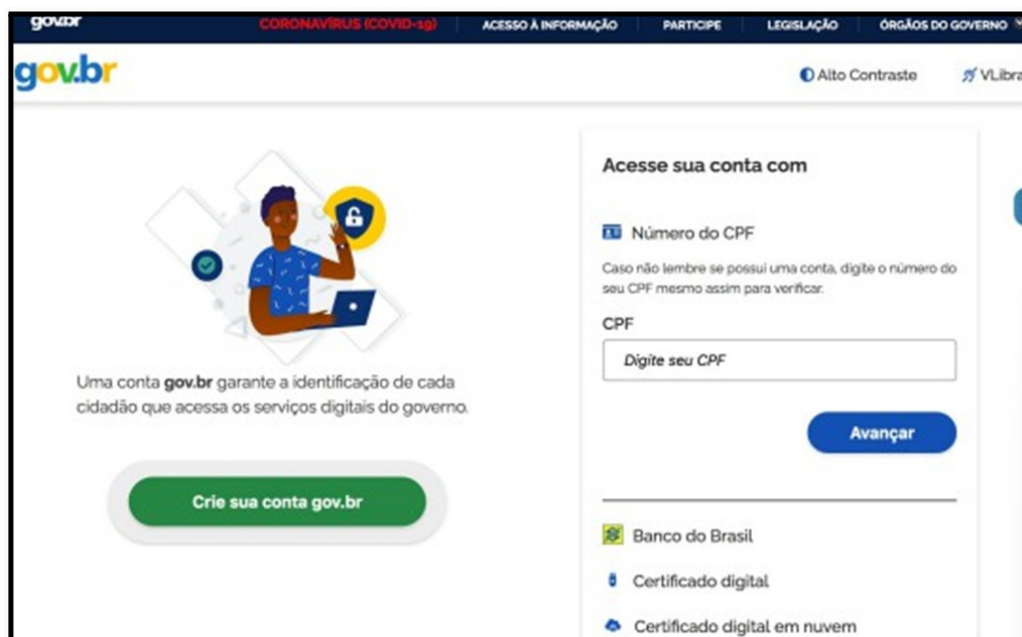 gov.br
CORONAVÍRUS (COVID-19)
ACESSO À INFORMAÇÃO
PARTICIPE
LEGISLAÇÃO
ÓRGÃOS DO GOVERNO
gov.br
Alto Contraste
VLibra
Uma conta gov.br garante a identificação de cada
cidadão que acessa os serviços digitais do governo.
Crie sua conta gov.br
Acesse sua conta com
Número do CPF
Caso não lembre se possui uma conta, digite o número do
seu CPF mesmo assim para verificar.
CPF
Digite seu CPF
Avançar
Banco do Brasil
Certificado digital
Certificado digital em nuvem